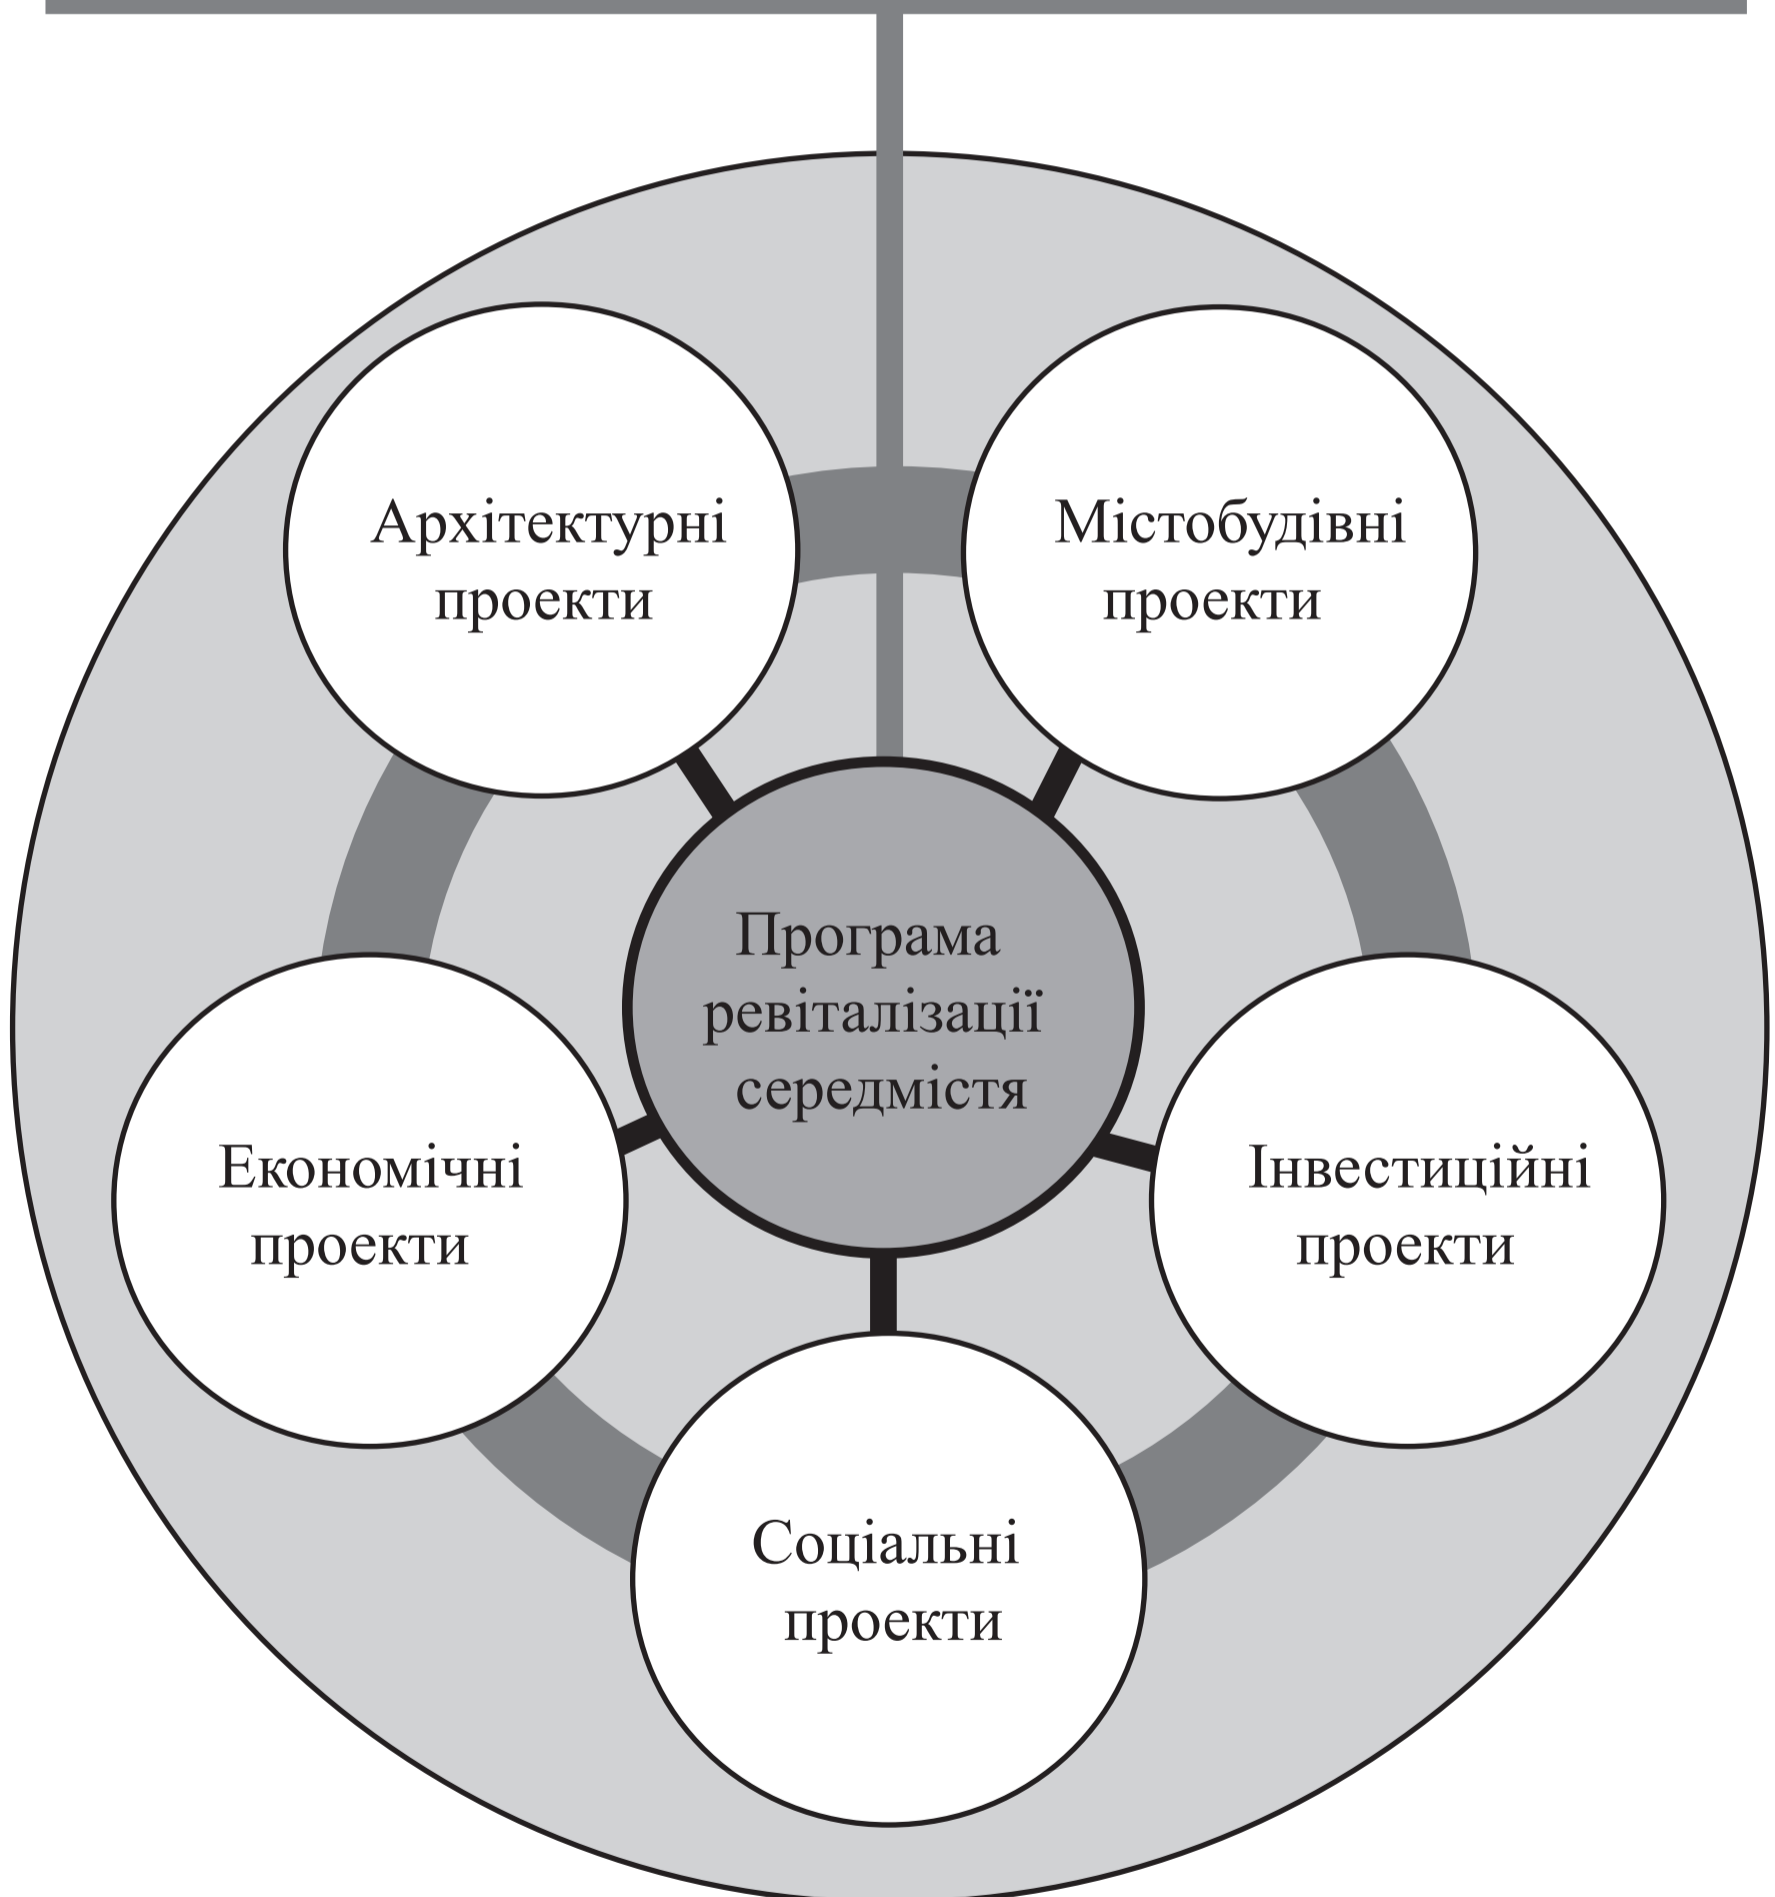 Архітектурні
проекти
Містобудівні
проекти
Програма
ревіталізації
середмістя
Економічні
проекти
Інвестиційні
проекти
Соціальні
проекти